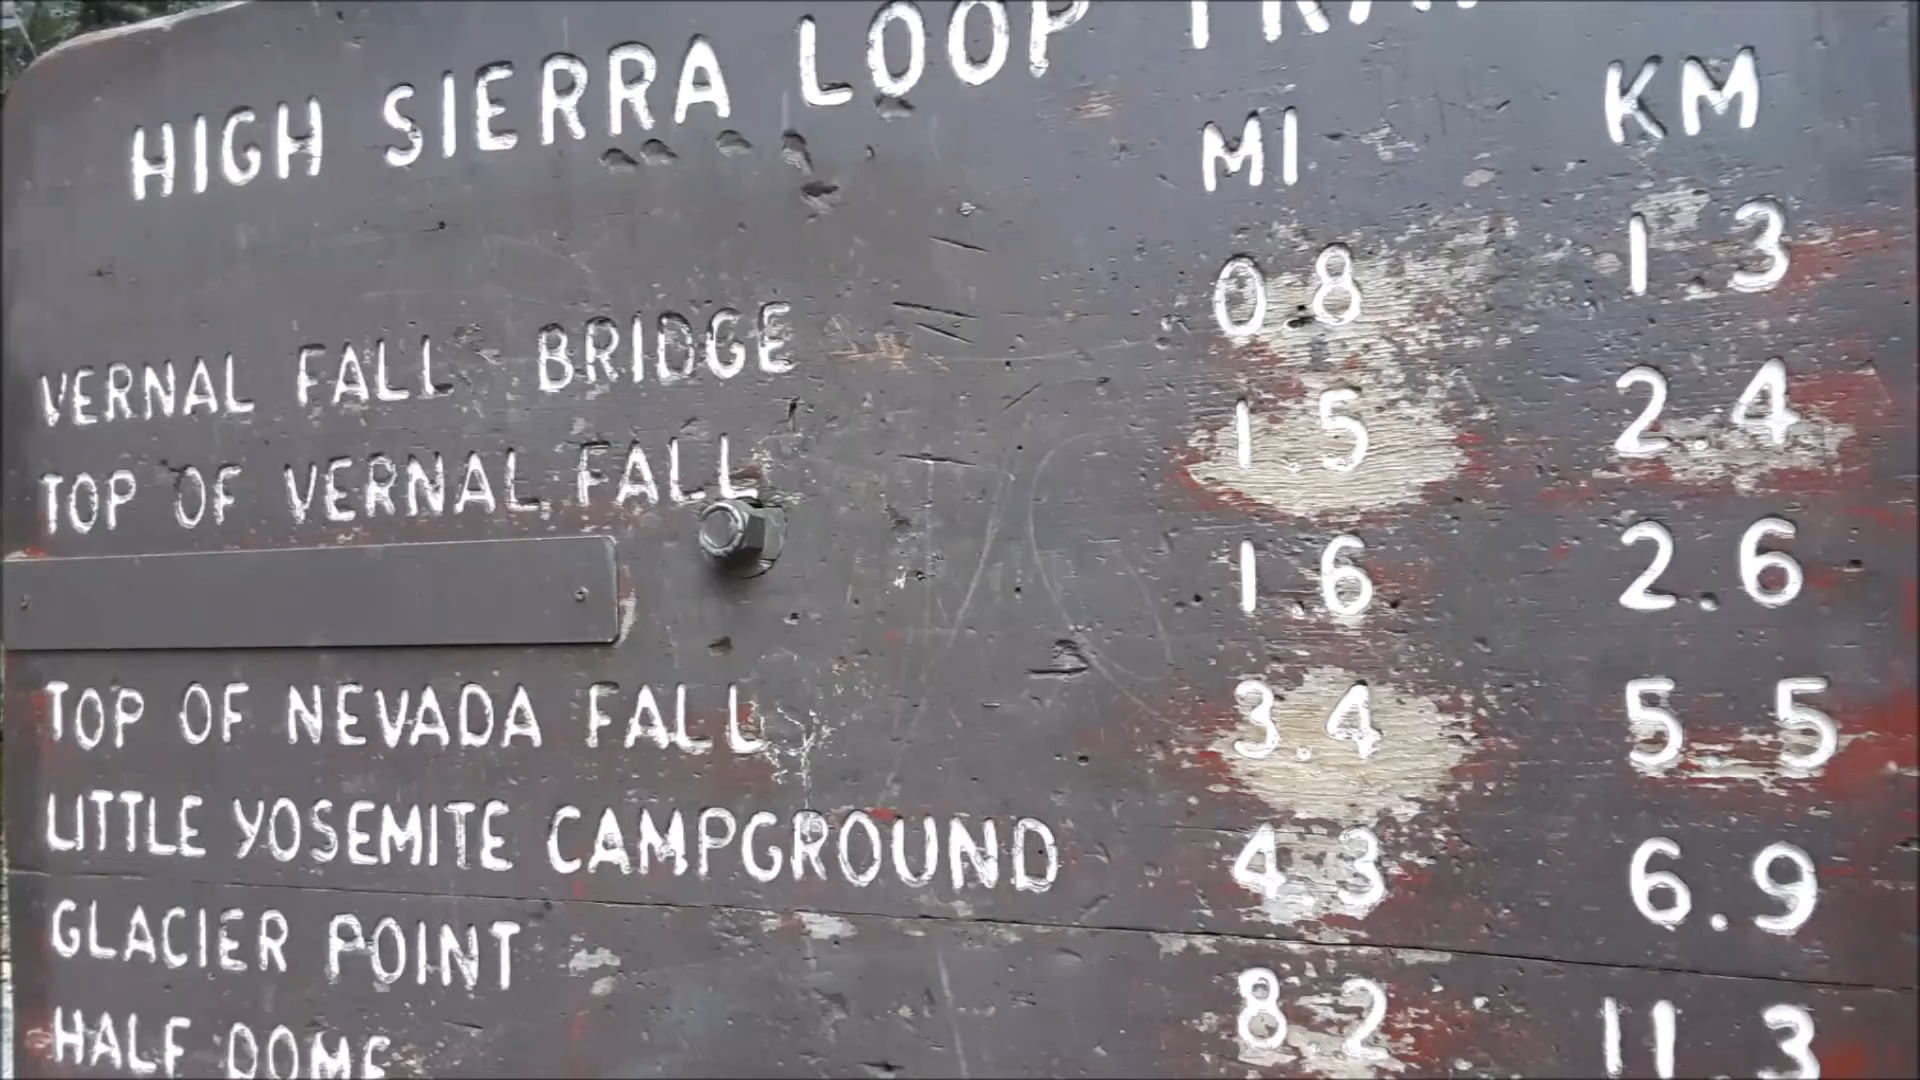 HIGH SIERRA LOOP
MI KM
VERNAL FALL BRIDGE 0.8 1.3
TOP OF VERNAL FALL 1.5 2.4
1.6 2.6
TOP OF NEVADA FALL 3.4 5.5
LITTLE YOSEMITE CAMPGROUND 4.3 6.9
GLACIER POINT 8.2 11.3
HALF DOME